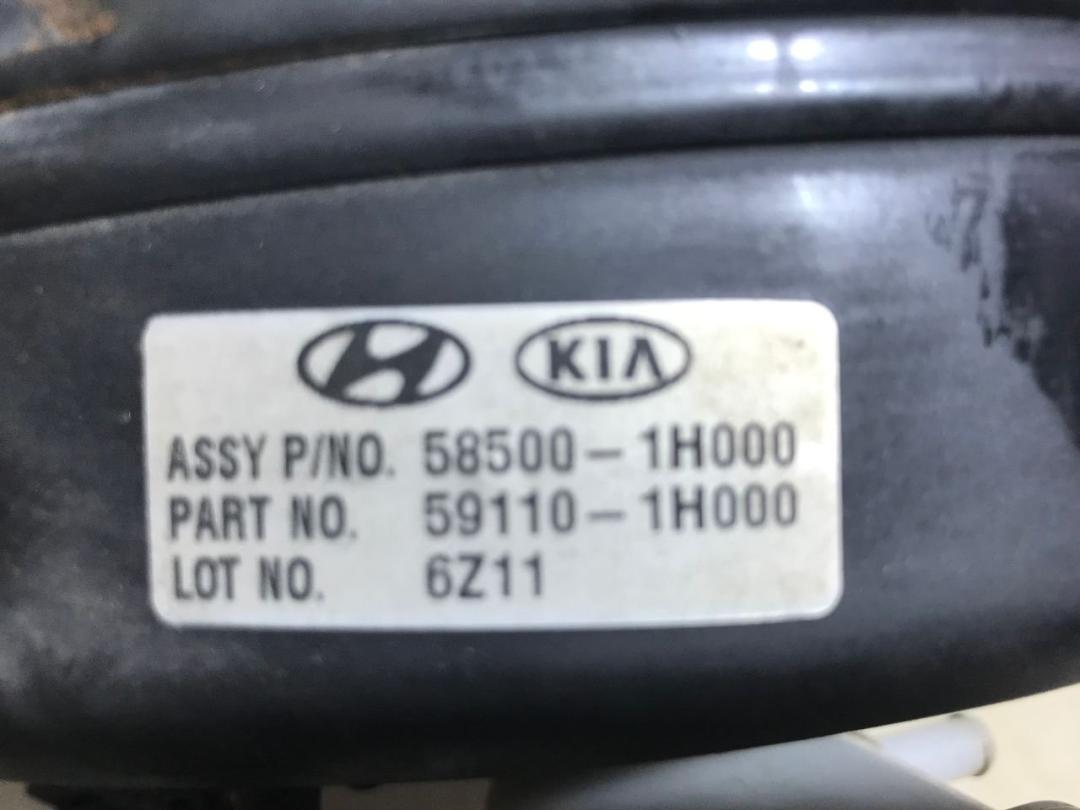 KIA
ASSY P/NO. 58500-1H000
PART NO. 59110-1H000
LOT NO. 6Z11